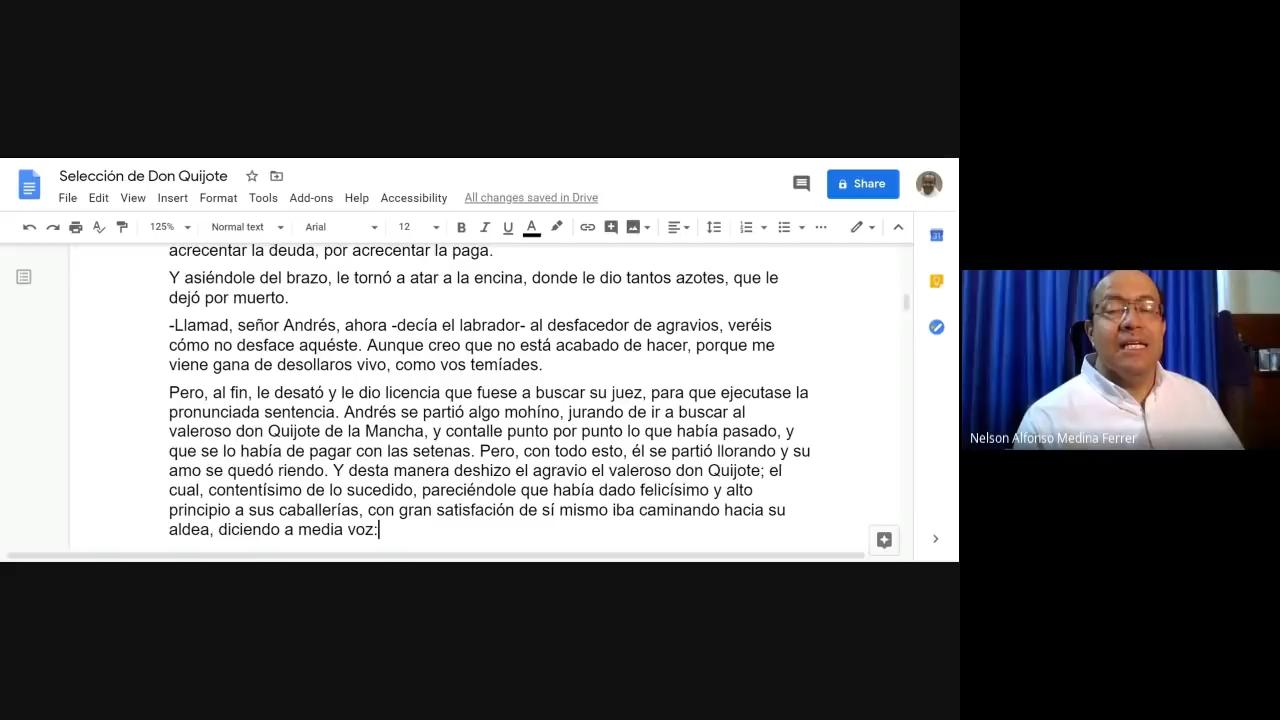 Selección de Don Quijote
File Edit View Insert Format Tools Add-ons Help Accessibility All changes saved in Drive
Share
125% Normal text Arial 12 B I U A
acrecentar la deuda, por acrecentar la paga.
Y asiéndole del brazo, le tornó a atar a la encina, donde le dio tantos azotes, que le
dejó por muerto.
-Llamad, señor Andrés, ahora -decía el labrador- al desfacedor de agravios, veréis
cómo no desface aquéste. Aunque creo que no está acabado de hacer, porque me
viene gana de desollaros vivo, como vos temíades.
Pero, al fin, le desató y le dio licencia que fuese a buscar su juez, para que ejecutase la
pronunciada sentencia. Andrés se partió algo mohíno, jurando de ir a buscar al
valeroso don Quijote de la Mancha, y contalle punto por punto lo que había pasado, y
que se lo había de pagar con las setenas. Pero, con todo esto, él se partió llorando y su
amo se quedó riendo. Y desta manera deshizo el agravio el valeroso don Quijote; el
cual, contentísimo de lo sucedido, pareciéndole que había dado felicísimo y alto
principio a sus caballerías, con gran satisfación de sí mismo iba caminando hacia su
aldea, diciendo a media voz:
31
Nelson Alfonso Medina Ferrer